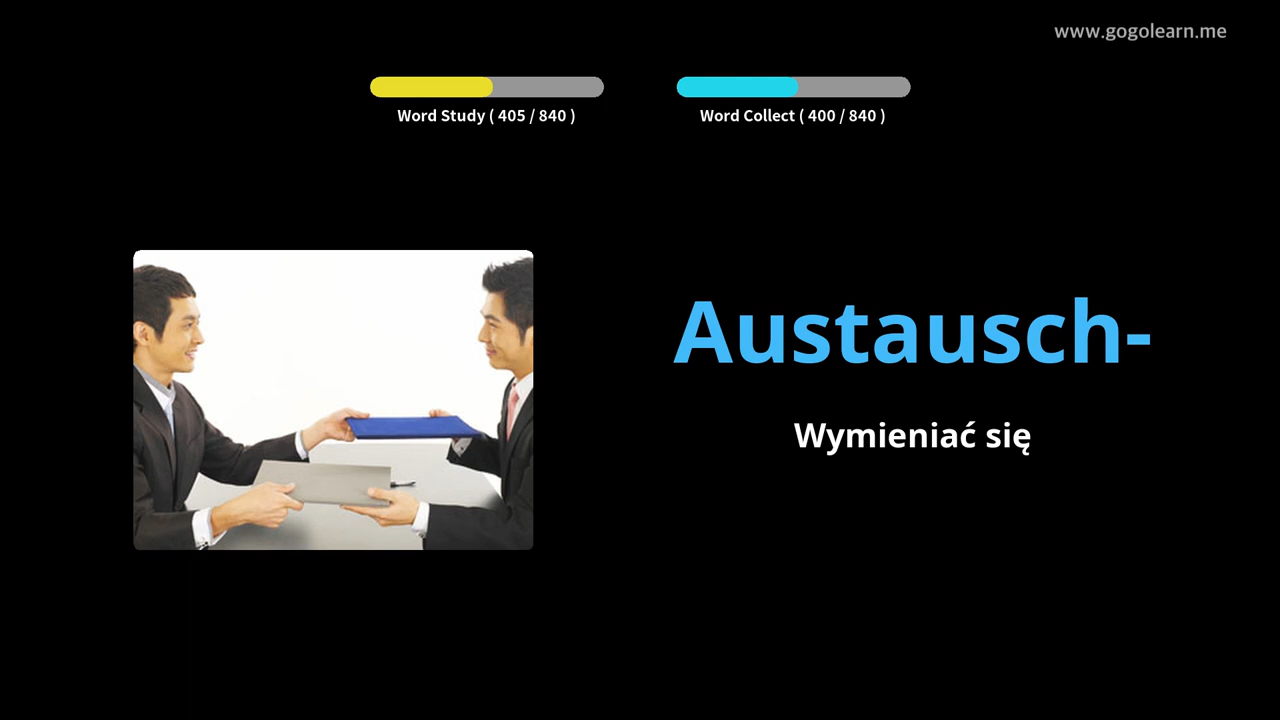 www.gogolearn.me
Word Study ( 405 / 840 )
Word Collect ( 400 / 840 )
Austausch-
Wymieniać się